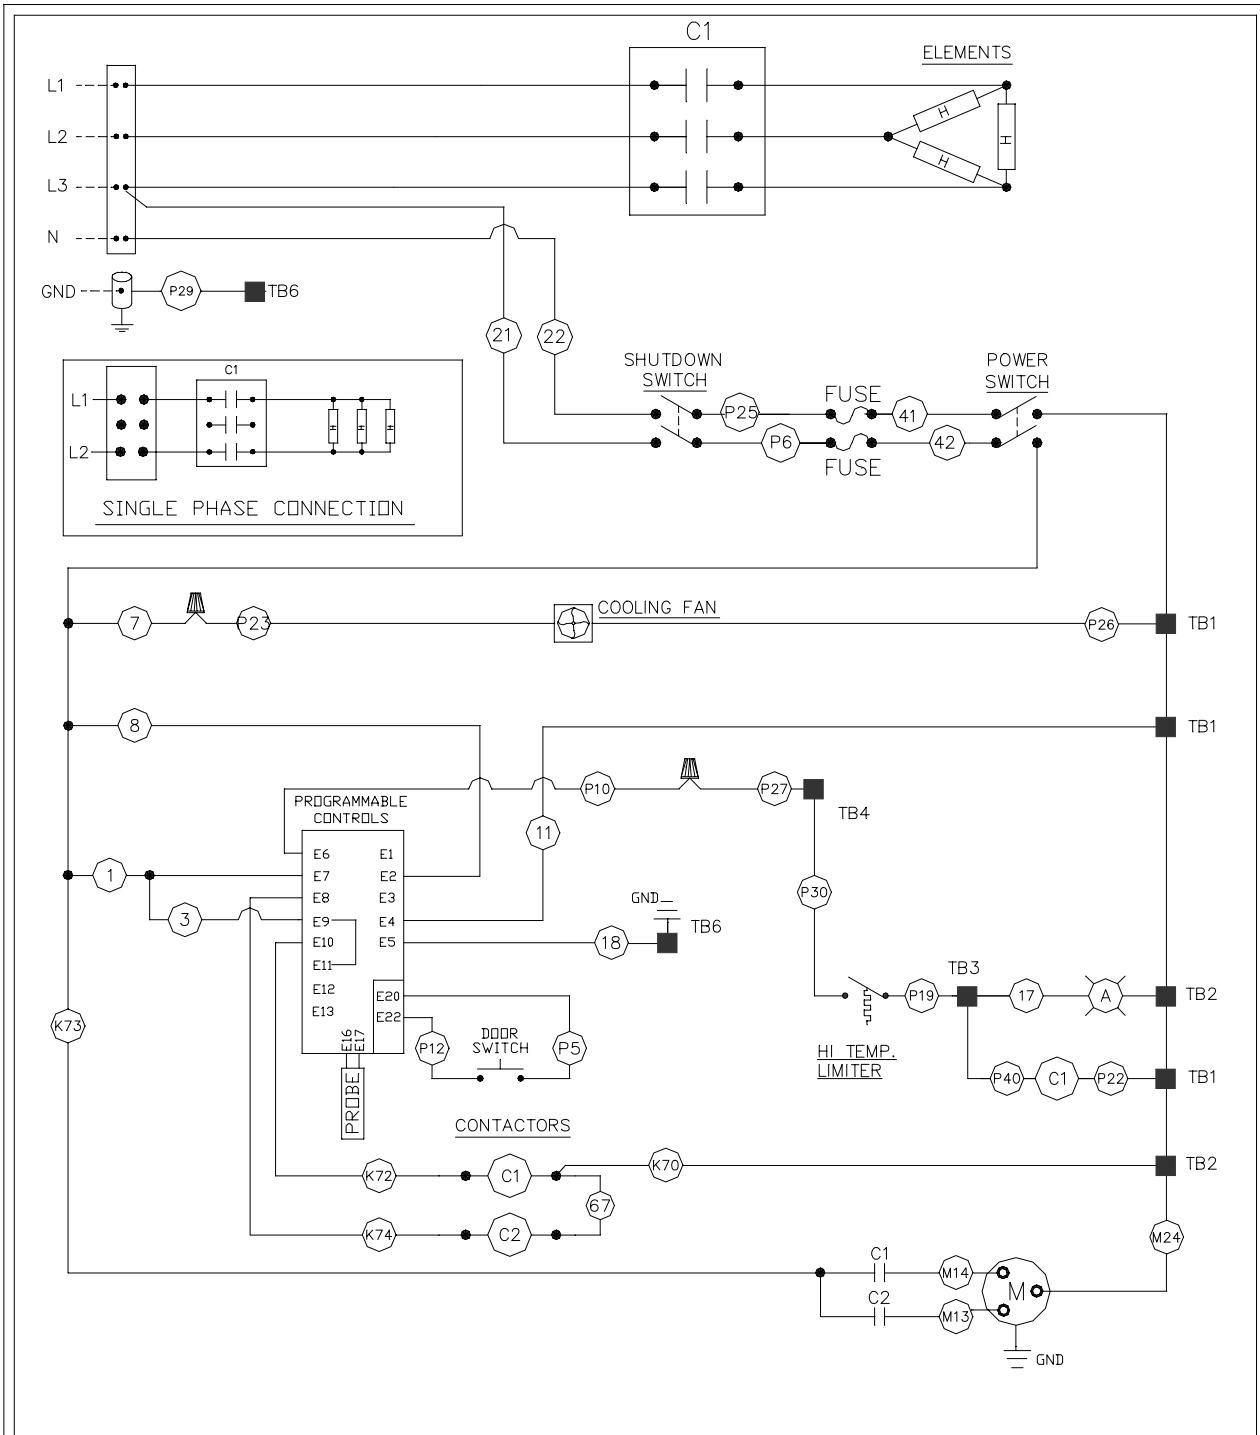 C1
ELEMENTS
L1
H
L2
H
H
L3
N
GND
P29
TB6
21
22
SHUTDOWN
SWITCH
POWER
SWITCH
C1
L1
H
H
H
L2
SINGLE PHASE CONNECTION
P25
FUSE
41
P6
FUSE
42
7
P23
COOLING FAN
P26
TB1
8
TB1
P10
P27
TB4
PROGRAMMABLE
CONTROLS
11
E6
E1
1
E7
E2
E8
E3
P30
GND
3
E9
E4
TB6
E10
E5
18
E11
E12
E20
E13
E22
TB3
P19
17
A
TB2
K73
E16
E17
P12
DOOR
SWITCH
P5
HI TEMP.
LIMITER
P40
C1
P22
TB1
PROBE
CONTACTORS
K72
C1
K70
TB2
67
K74
C2
M24
C1
M14
M
C2
M13
GND